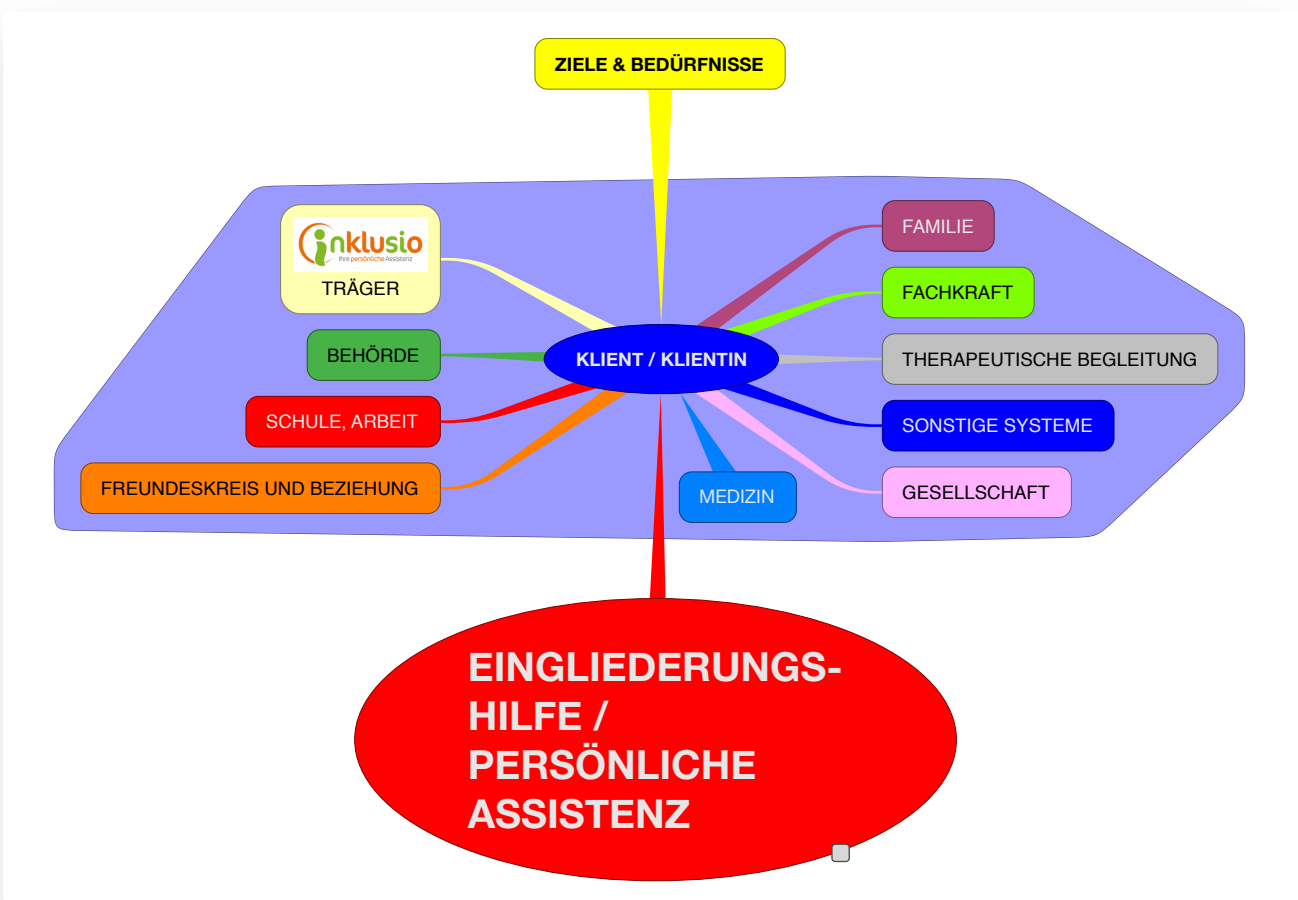 ZIELE & BEDÜRFNISSE
inklusio
Ihre persönliche Assistenz
TRÄGER
FAMILIE
FACHKRAFT
BEHÖRDE
KLIENT / KLIENTIN
THERAPEUTISCHE BEGLEITUNG
SCHULE, ARBEIT
SONSTIGE SYSTEME
FREUNDESKREIS UND BEZIEHUNG
MEDIZIN
GESELLSCHAFT
EINGLIEDERUNGS-
HILFE /
PERSÖNLICHE
ASSISTENZ